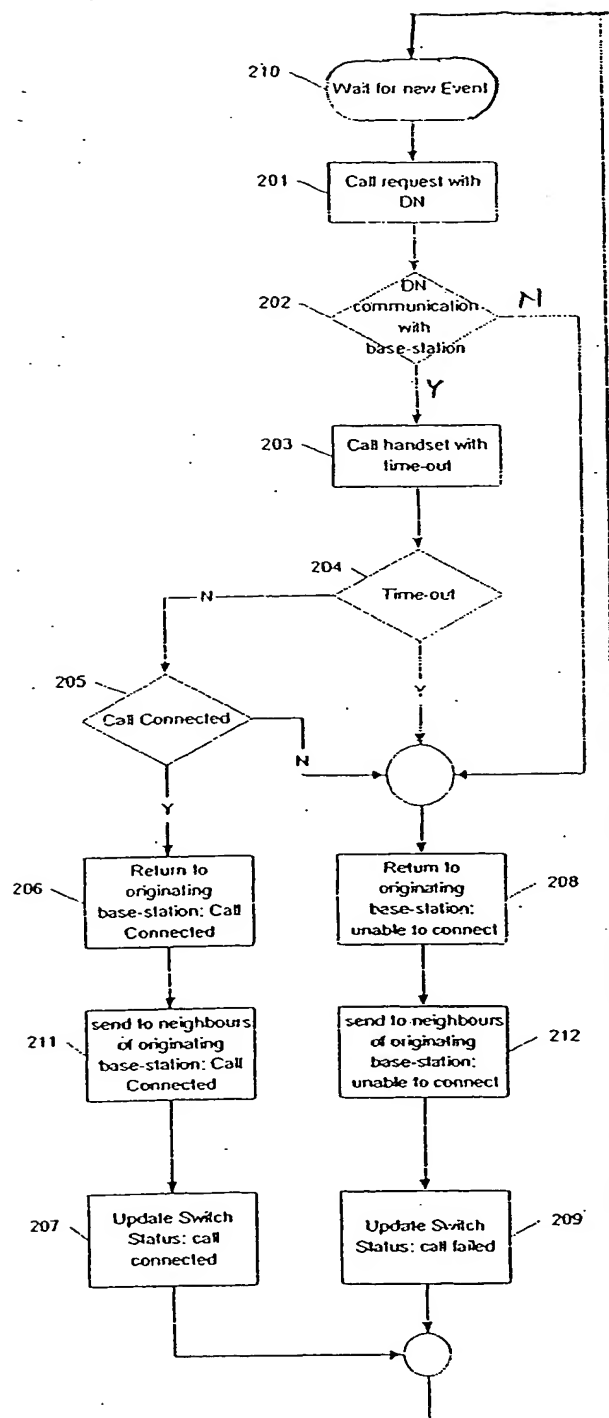 210
Wait for new Event
201
Call request with
DN
202
DN
communication
with
base-station
N
Y
203
Call handset with
time-out
204
Time-out
N
Y
205
Call Connected
N
Y
206
Return to
originating
base-station: Call
Connected
208
Return to
originating
base-station:
unable to connect
211
send to neighbours
of originating
base-station: Call
Connected
212
send to neighbours
of originating
base-station:
unable to connect
207
Update Switch
Status: call
connected
209
Update Switch
Status: call failed